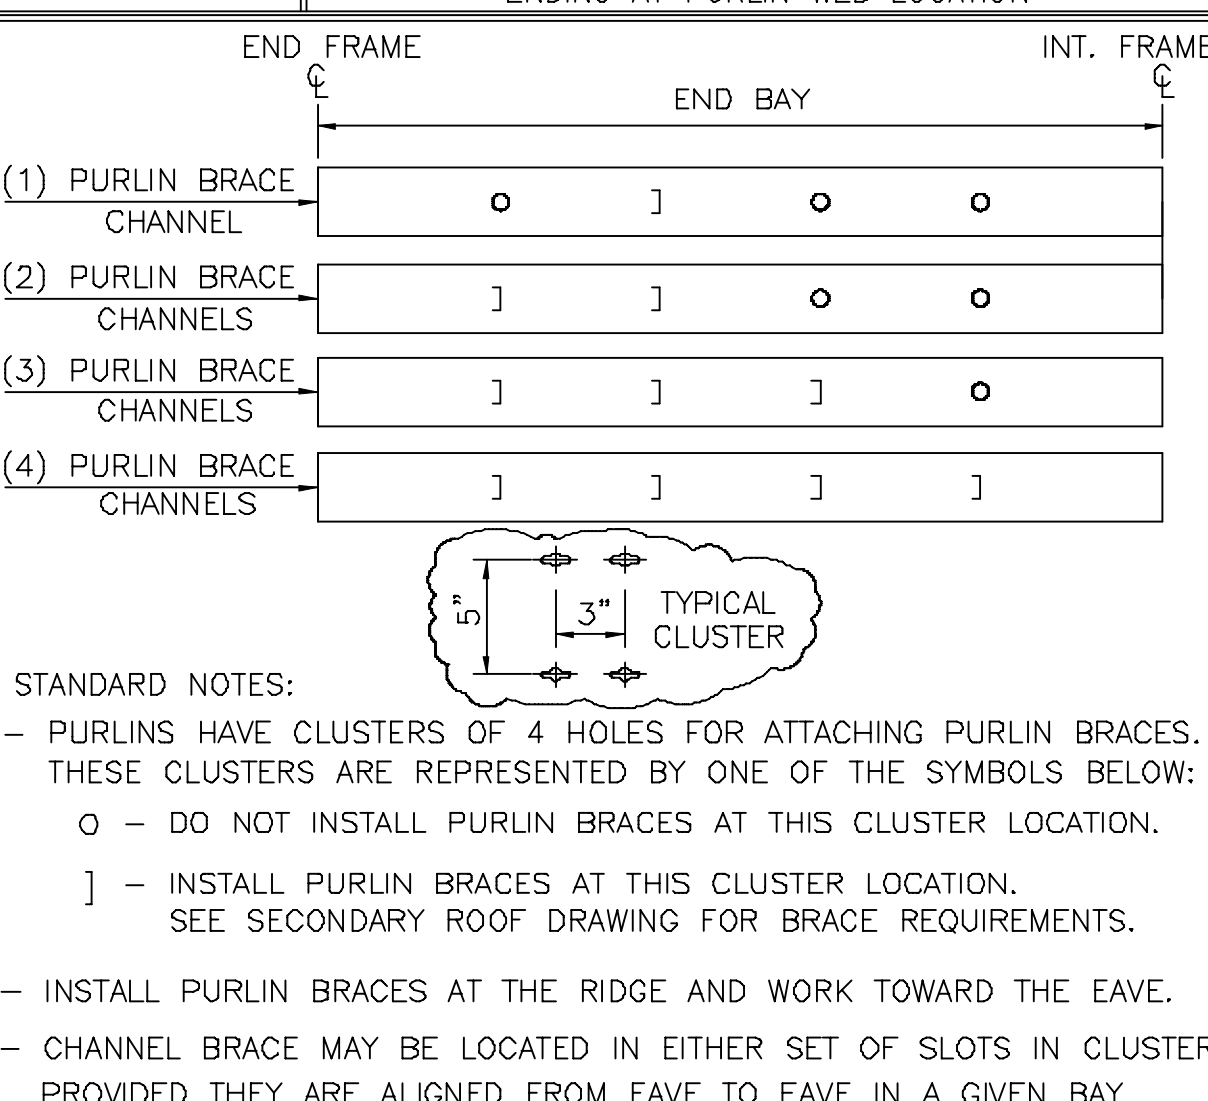 ENDING AT PURLIN WEB LOCATION
END FRAME
INT. FRAME
℄
℄
END BAY
(1) PURLIN BRACE
CHANNEL
(2) PURLIN BRACE
CHANNELS
(3) PURLIN BRACE
CHANNELS
(4) PURLIN BRACE
CHANNELS
5"
3"
TYPICAL
CLUSTER
STANDARD NOTES:
– PURLINS HAVE CLUSTERS OF 4 HOLES FOR ATTACHING PURLIN BRACES.
THESE CLUSTERS ARE REPRESENTED BY ONE OF THE SYMBOLS BELOW:
O – DO NOT INSTALL PURLIN BRACES AT THIS CLUSTER LOCATION.
] – INSTALL PURLIN BRACES AT THIS CLUSTER LOCATION.
SEE SECONDARY ROOF DRAWING FOR BRACE REQUIREMENTS.
– INSTALL PURLIN BRACES AT THE RIDGE AND WORK TOWARD THE EAVE.
– CHANNEL BRACE MAY BE LOCATED IN EITHER SET OF SLOTS IN CLUSTER
PROVIDED THEY ARE ALIGNED FROM EAVE TO EAVE IN A GIVEN BAY